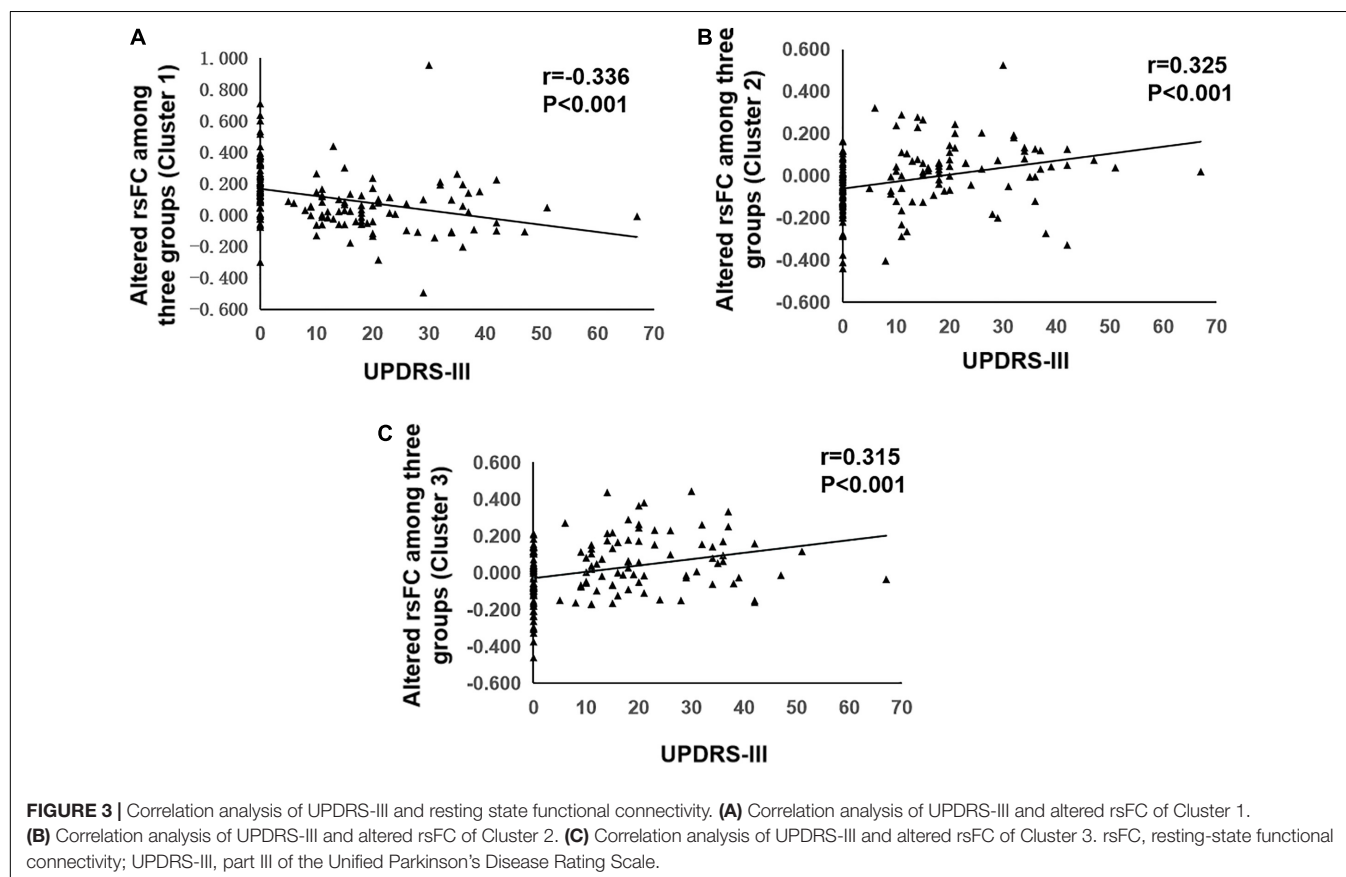 A
Altered rsFC among
three groups (Cluster 1)
1.000
0.800
0.600
0.400
0.200
0.000
−0.200
−0.400
−0.600
r=-0.336
P<0.001
0 10 20 30 40 50 60 70
UPDRS-III
B
Altered rsFC among three
groups (Cluster 2)
0.600
0.400
0.200
0.000
-0.200
-0.400
-0.600
r=0.325
P<0.001
0 10 20 30 40 50 60 70
UPDRS-III
C
Altered rsFC among three
groups (Cluster 3)
0.600
0.400
0.200
0.000
-0.200
-0.400
-0.600
r=0.315
P<0.001
0 10 20 30 40 50 60 70
UPDRS-III
FIGURE 3 | Correlation analysis of UPDRS-III and resting state functional connectivity. (A) Correlation analysis of UPDRS-III and altered rsFC of Cluster 1.
(B) Correlation analysis of UPDRS-III and altered rsFC of Cluster 2. (C) Correlation analysis of UPDRS-III and altered rsFC of Cluster 3. rsFC, resting-state functional
connectivity; UPDRS-III, part III of the Unified Parkinson's Disease Rating Scale.